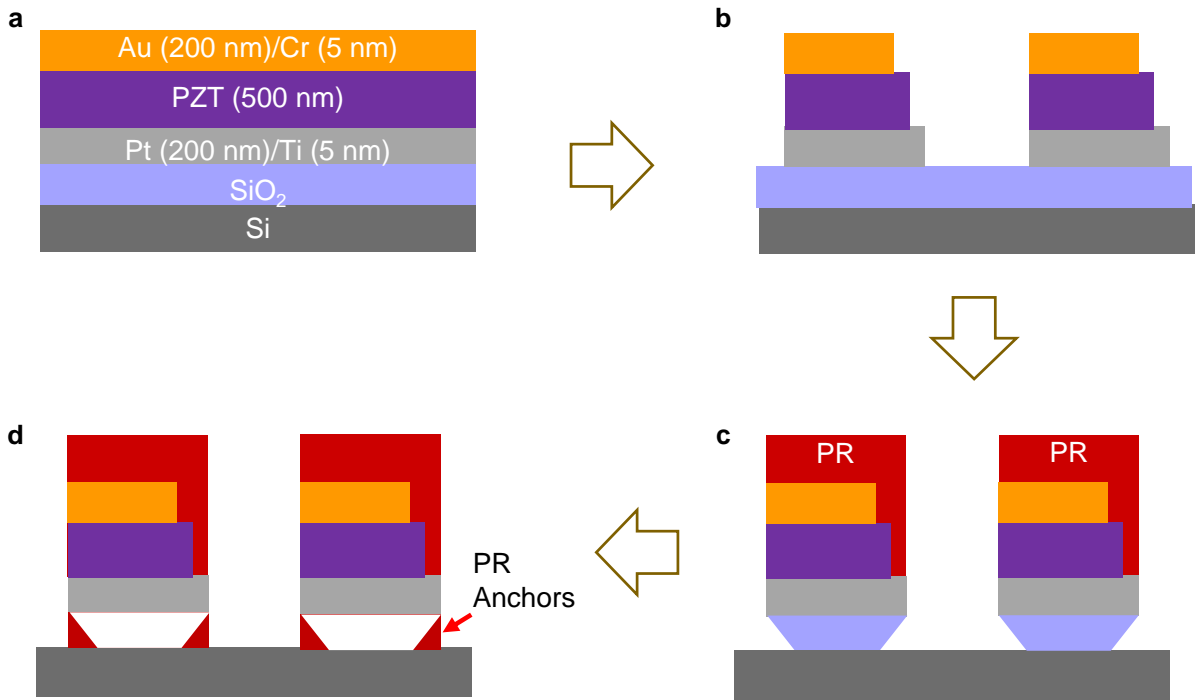 a
Au (200 nm)/Cr (5 nm)
PZT (500 nm)
Pt (200 nm)/Ti (5 nm)
SiO₂
Si
b
d
PR
Anchors
c
PR
PR